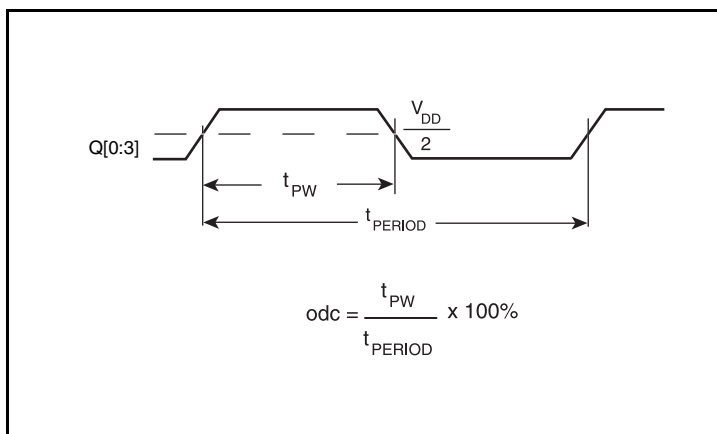 V_DD
Q[0:3]
2
t_PW
t_PERIOD
odc = t_PW / t_PERIOD x 100%